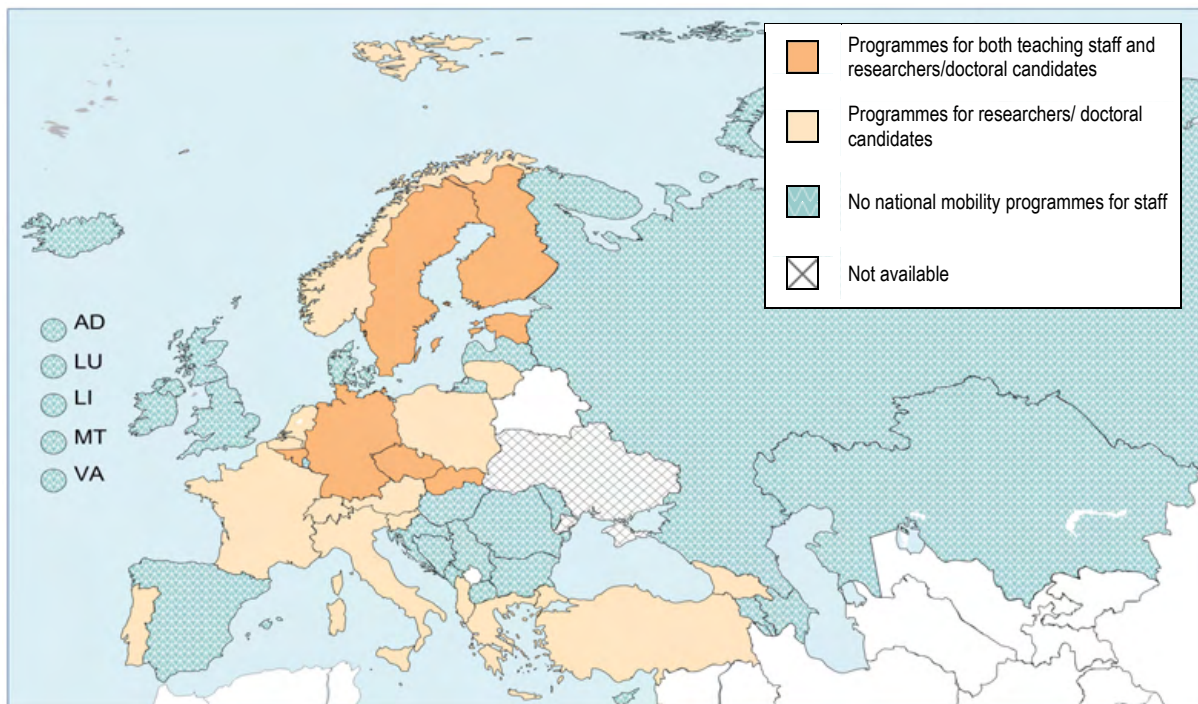 Programmes for both teaching staff and
researchers/doctoral candidates
Programmes for researchers/ doctoral
candidates
No national mobility programmes for staff
Not available
AD
LU
LI
MT
VA